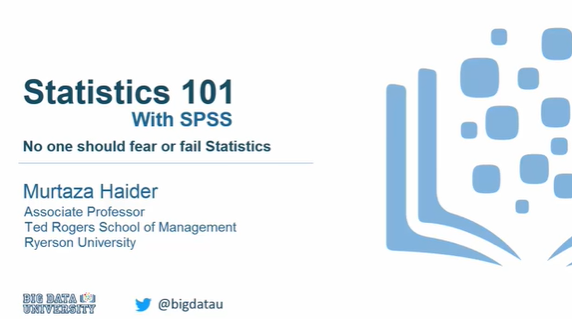 Statistics 101
With SPSS
No one should fear or fail Statistics
Murtaza Haider
Associate Professor
Ted Rogers School of Management
Ryerson University
BIG DATA
UNIVERSITY
@bigdatau